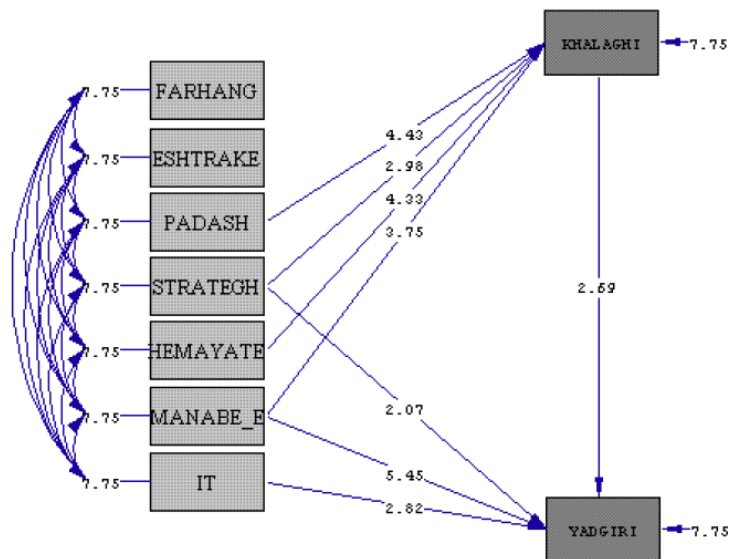 KHALAGHI
7.75
7.75
FARHANG
7.75
ESHTRAKE
4.43
2.98
7.75
PADASH
4.33
3.75
7.75
STRATEGH
2.69
7.75
HEMAYATE
7.75
MANABE_E
2.07
5.45
7.75
IT
2.82
YADGIRI
7.75